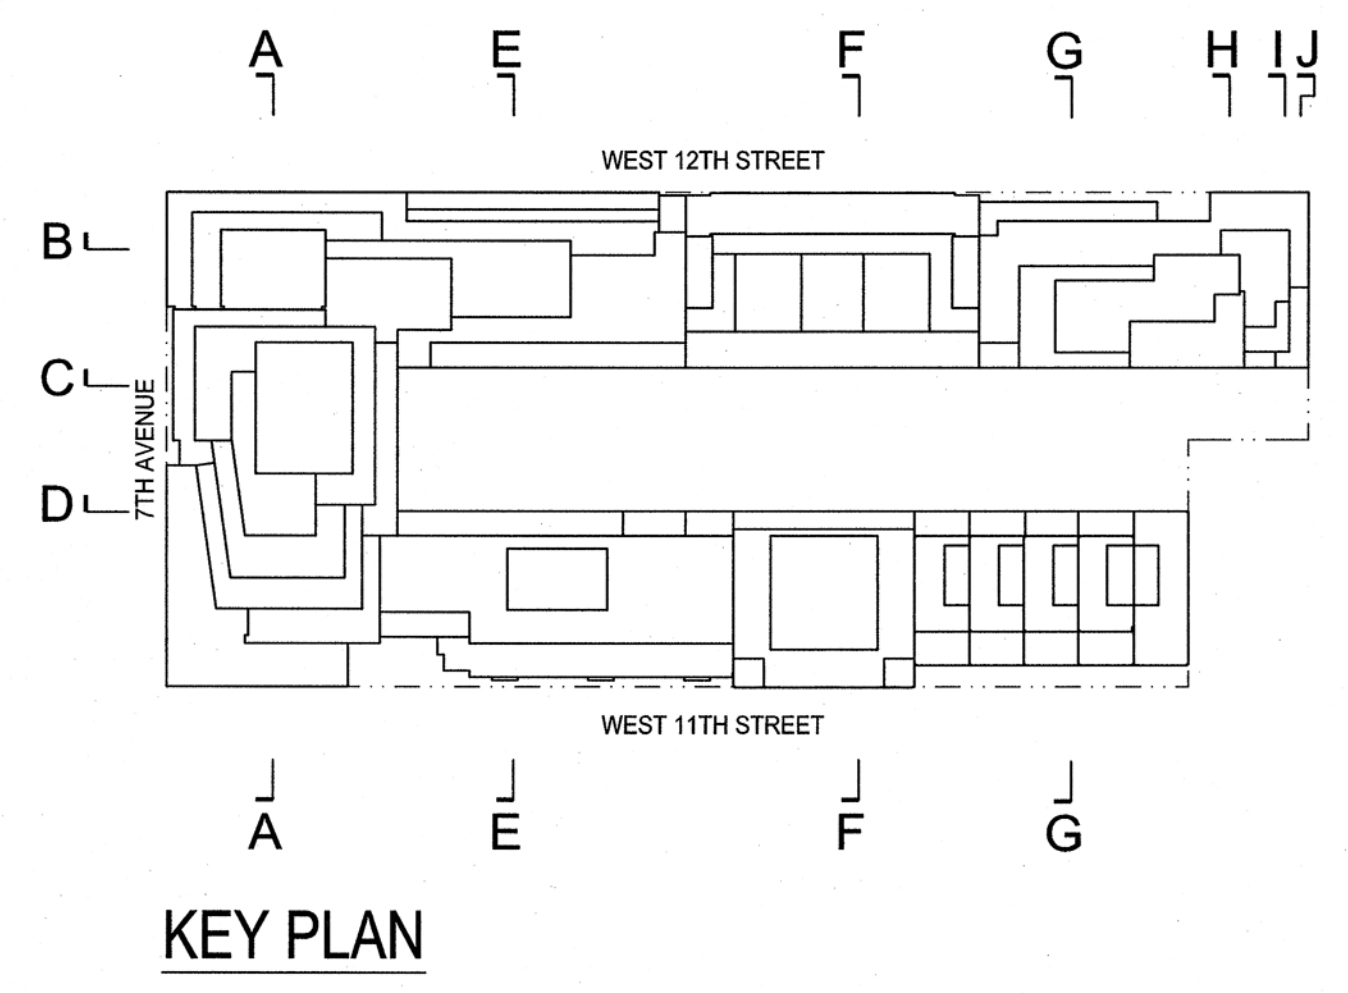 A E F G H I J
WEST 12TH STREET
B
C
7TH AVENUE
D
WEST 11TH STREET
A E F G
KEY PLAN